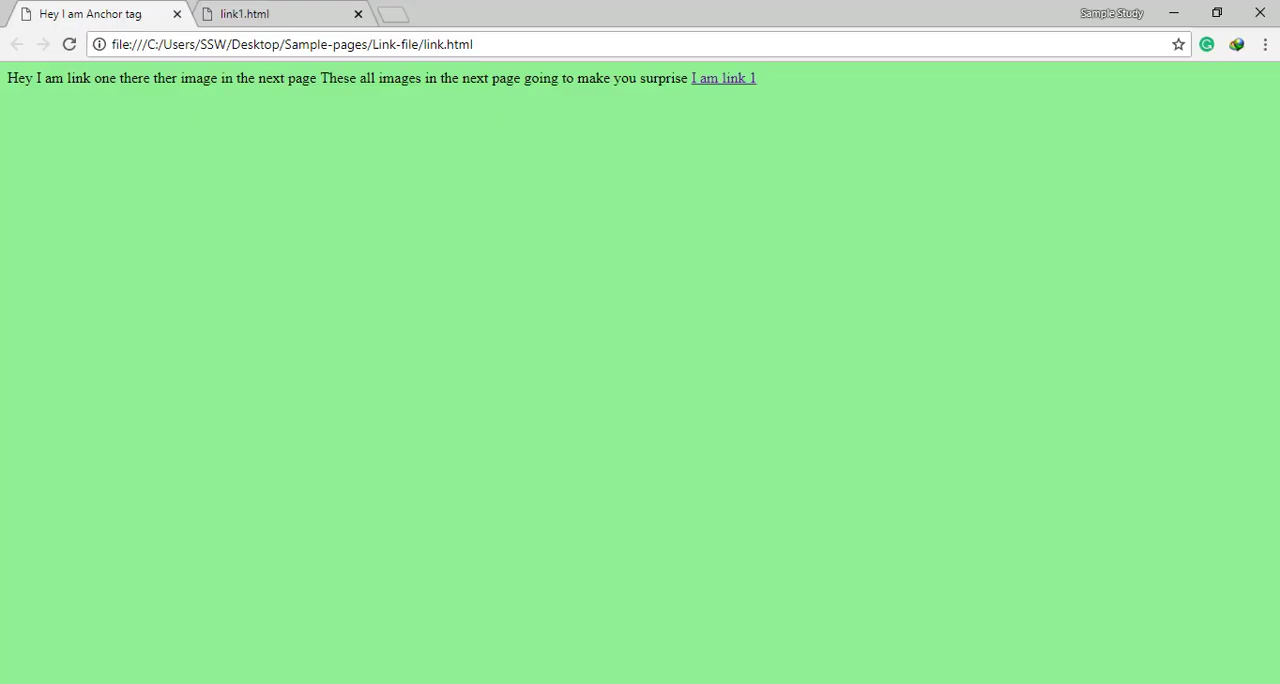 Hey I am Anchor tag
link1.html
Sample Study
file:///C:/Users/SSW/Desktop/Sample-pages/Link-file/link.html
Hey I am link one there ther image in the next page These all images in the next page going to make you surprise I am link 1